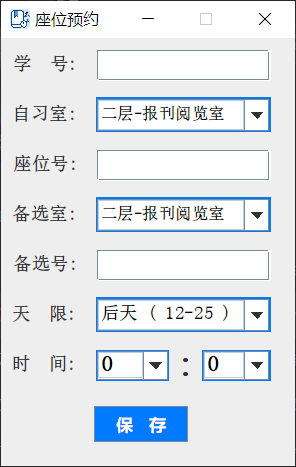 座位预约
学 号:
自习室: 二层-报刊阅览室
座位号:
备选室: 二层-报刊阅览室
备选号:
天 限: 后天 ( 12-25 )
时 间: 0 : 0
保 存